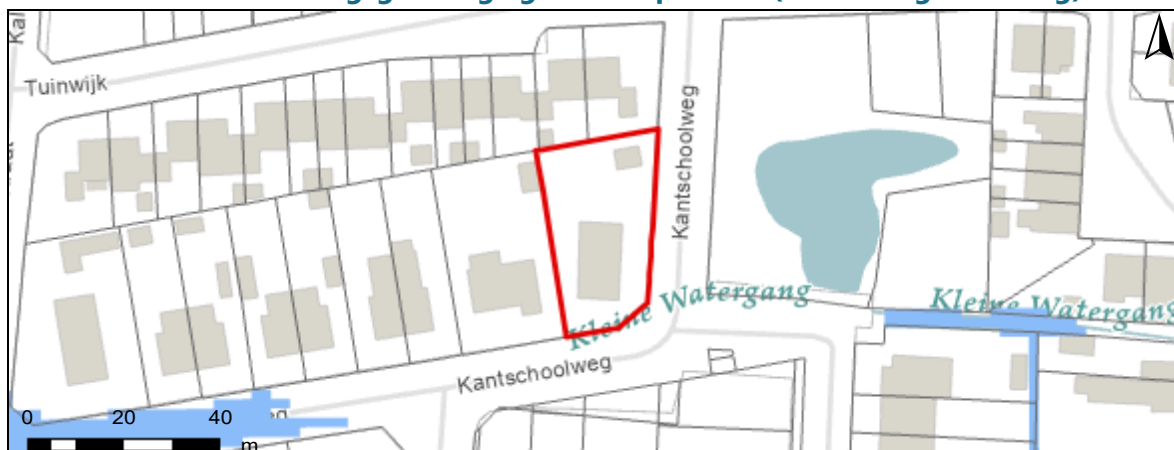 Tuinwijk
Kantschoolweg
Kleine Watergang
Kleine Watergang
Kantschoolweg
0 20 40
m